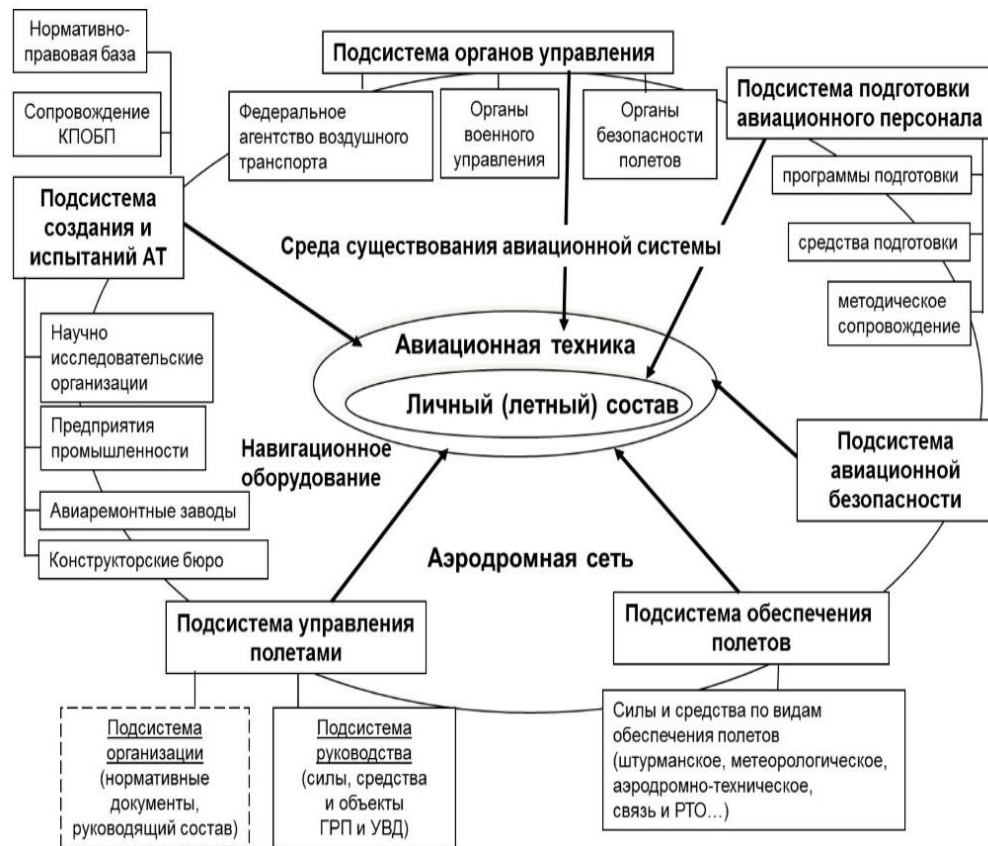 Нормативно-
правовая база
Сопровождение
КПОБП
Подсистема
создания и
испытаний АТ
Научно
исследовательские
организации
Предприятия
промышленности
Авиаремонтные заводы
Конструкторские бюро
Подсистема органов управления
Федерального
агентство воздушного
транспорта
Органы
военного
управления
Органы
безопасности
полетов
Подсистема подготовки
авиационного персонала
программы подготовки
средства подготовки
методическое
сопровождение
Среда существования авиационной системы
Авиационная техника
Личный (летный) состав
Навигационное
оборудование
Аэродромная сеть
Подсистема
авиационной
безопасности
Подсистема управления
полетами
Подсистема
организации
(нормативные
документы,
руководящий состав)
Подсистема
руководства
(силы, средства
и объекты
ГРП и УВД)
Подсистема обеспечения
полетов
Силы и средства по видам
обеспечения полетов
(штурманское, метеорологическое,
аэродромно-техническое,
связь и РТО...)